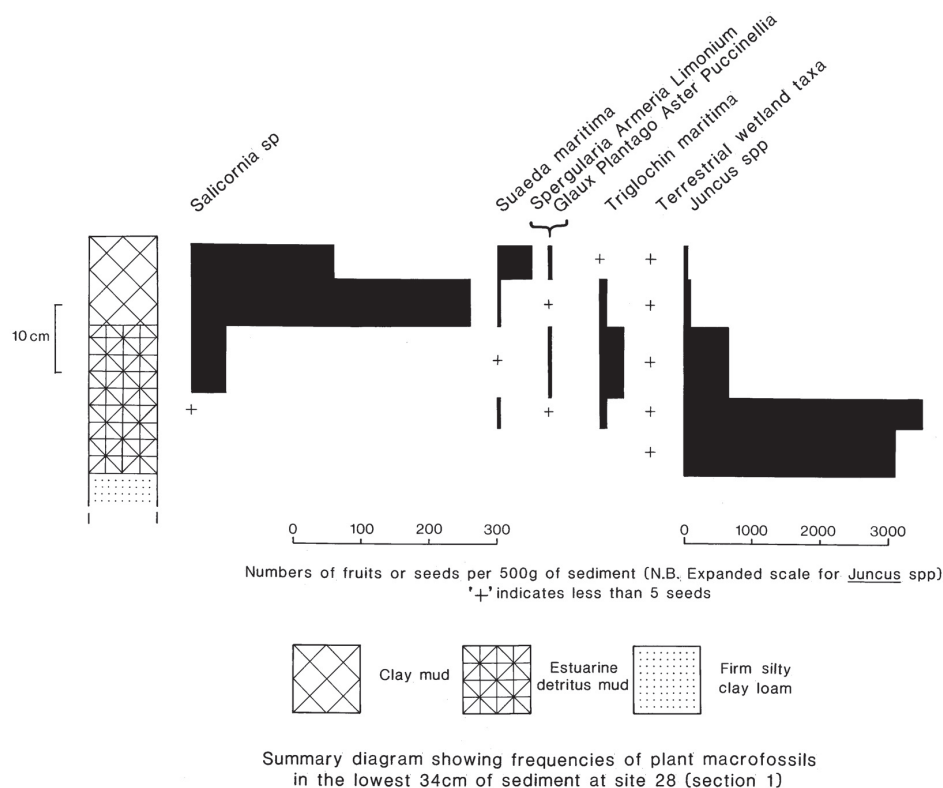 Salicornia sp
Suaeda maritima
Spergularia Armeria Limonium
Glaux Plantago Aster Puccinellia
Triglochin maritima
Terrestrial wetland taxa
Juncus spp
+ + +
+ +
10 cm
+ +
+ + +
+
0 100 200 300 0 1000 2000 3000
Numbers of fruits or seeds per 500g of sediment (N.B. Expanded scale for Juncus spp)
'+' indicates less than 5 seeds
Clay mud
Estuarine
detritus mud
Firm silty
clay loam
Summary diagram showing frequencies of plant macrofossils
in the lowest 34cm of sediment at site 28 (section 1)